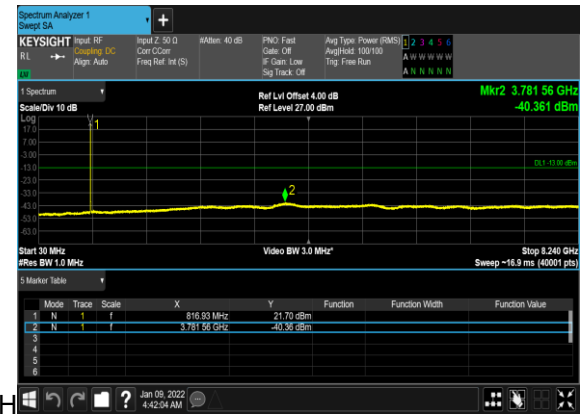 Spectrum Analyzer 1
Swept SA
KEYSIGHT
RL
Input: RF
Coupling: DC
Align: Auto
Input Z: 50 Ω
Corr CCorr
Freq Ref: Int (S)
#Atten: 40 dB
PNO: Fast
Gate: Off
IF Gain: Low
Sig Track: Off
Avg Type: Power (RMS)
Avg|Hold: 100/100
Trig: Free Run
1 2 3 4 5 6
A W W W W W
A N N N N N
1 Spectrum
Scale/Div 10 dB
Ref Lvl Offset 4.00 dB
Ref Level 27.00 dBm
Mkr2 3.781 56 GHz
-40.361 dBm
Log
17.0
7.00
-3.00
-13.0
-23.0
-33.0
-43.0
-53.0
-63.0
1
2
DL1 -13.00 dBm
Start 30 MHz
#Res BW 1.0 MHz
Video BW 3.0 MHz*
Stop 8.240 GHz
Sweep ~16.9 ms (40001 pts)
5 Marker Table
Mode Trace Scale X Y Function Function Width Function Value
1 N 1 f 816.93 MHz 21.70 dBm
2 N 1 f 3.781 56 GHz -40.36 dBm
3
4
5
6
H
?
Jan 09, 2022
4:42:04 AM